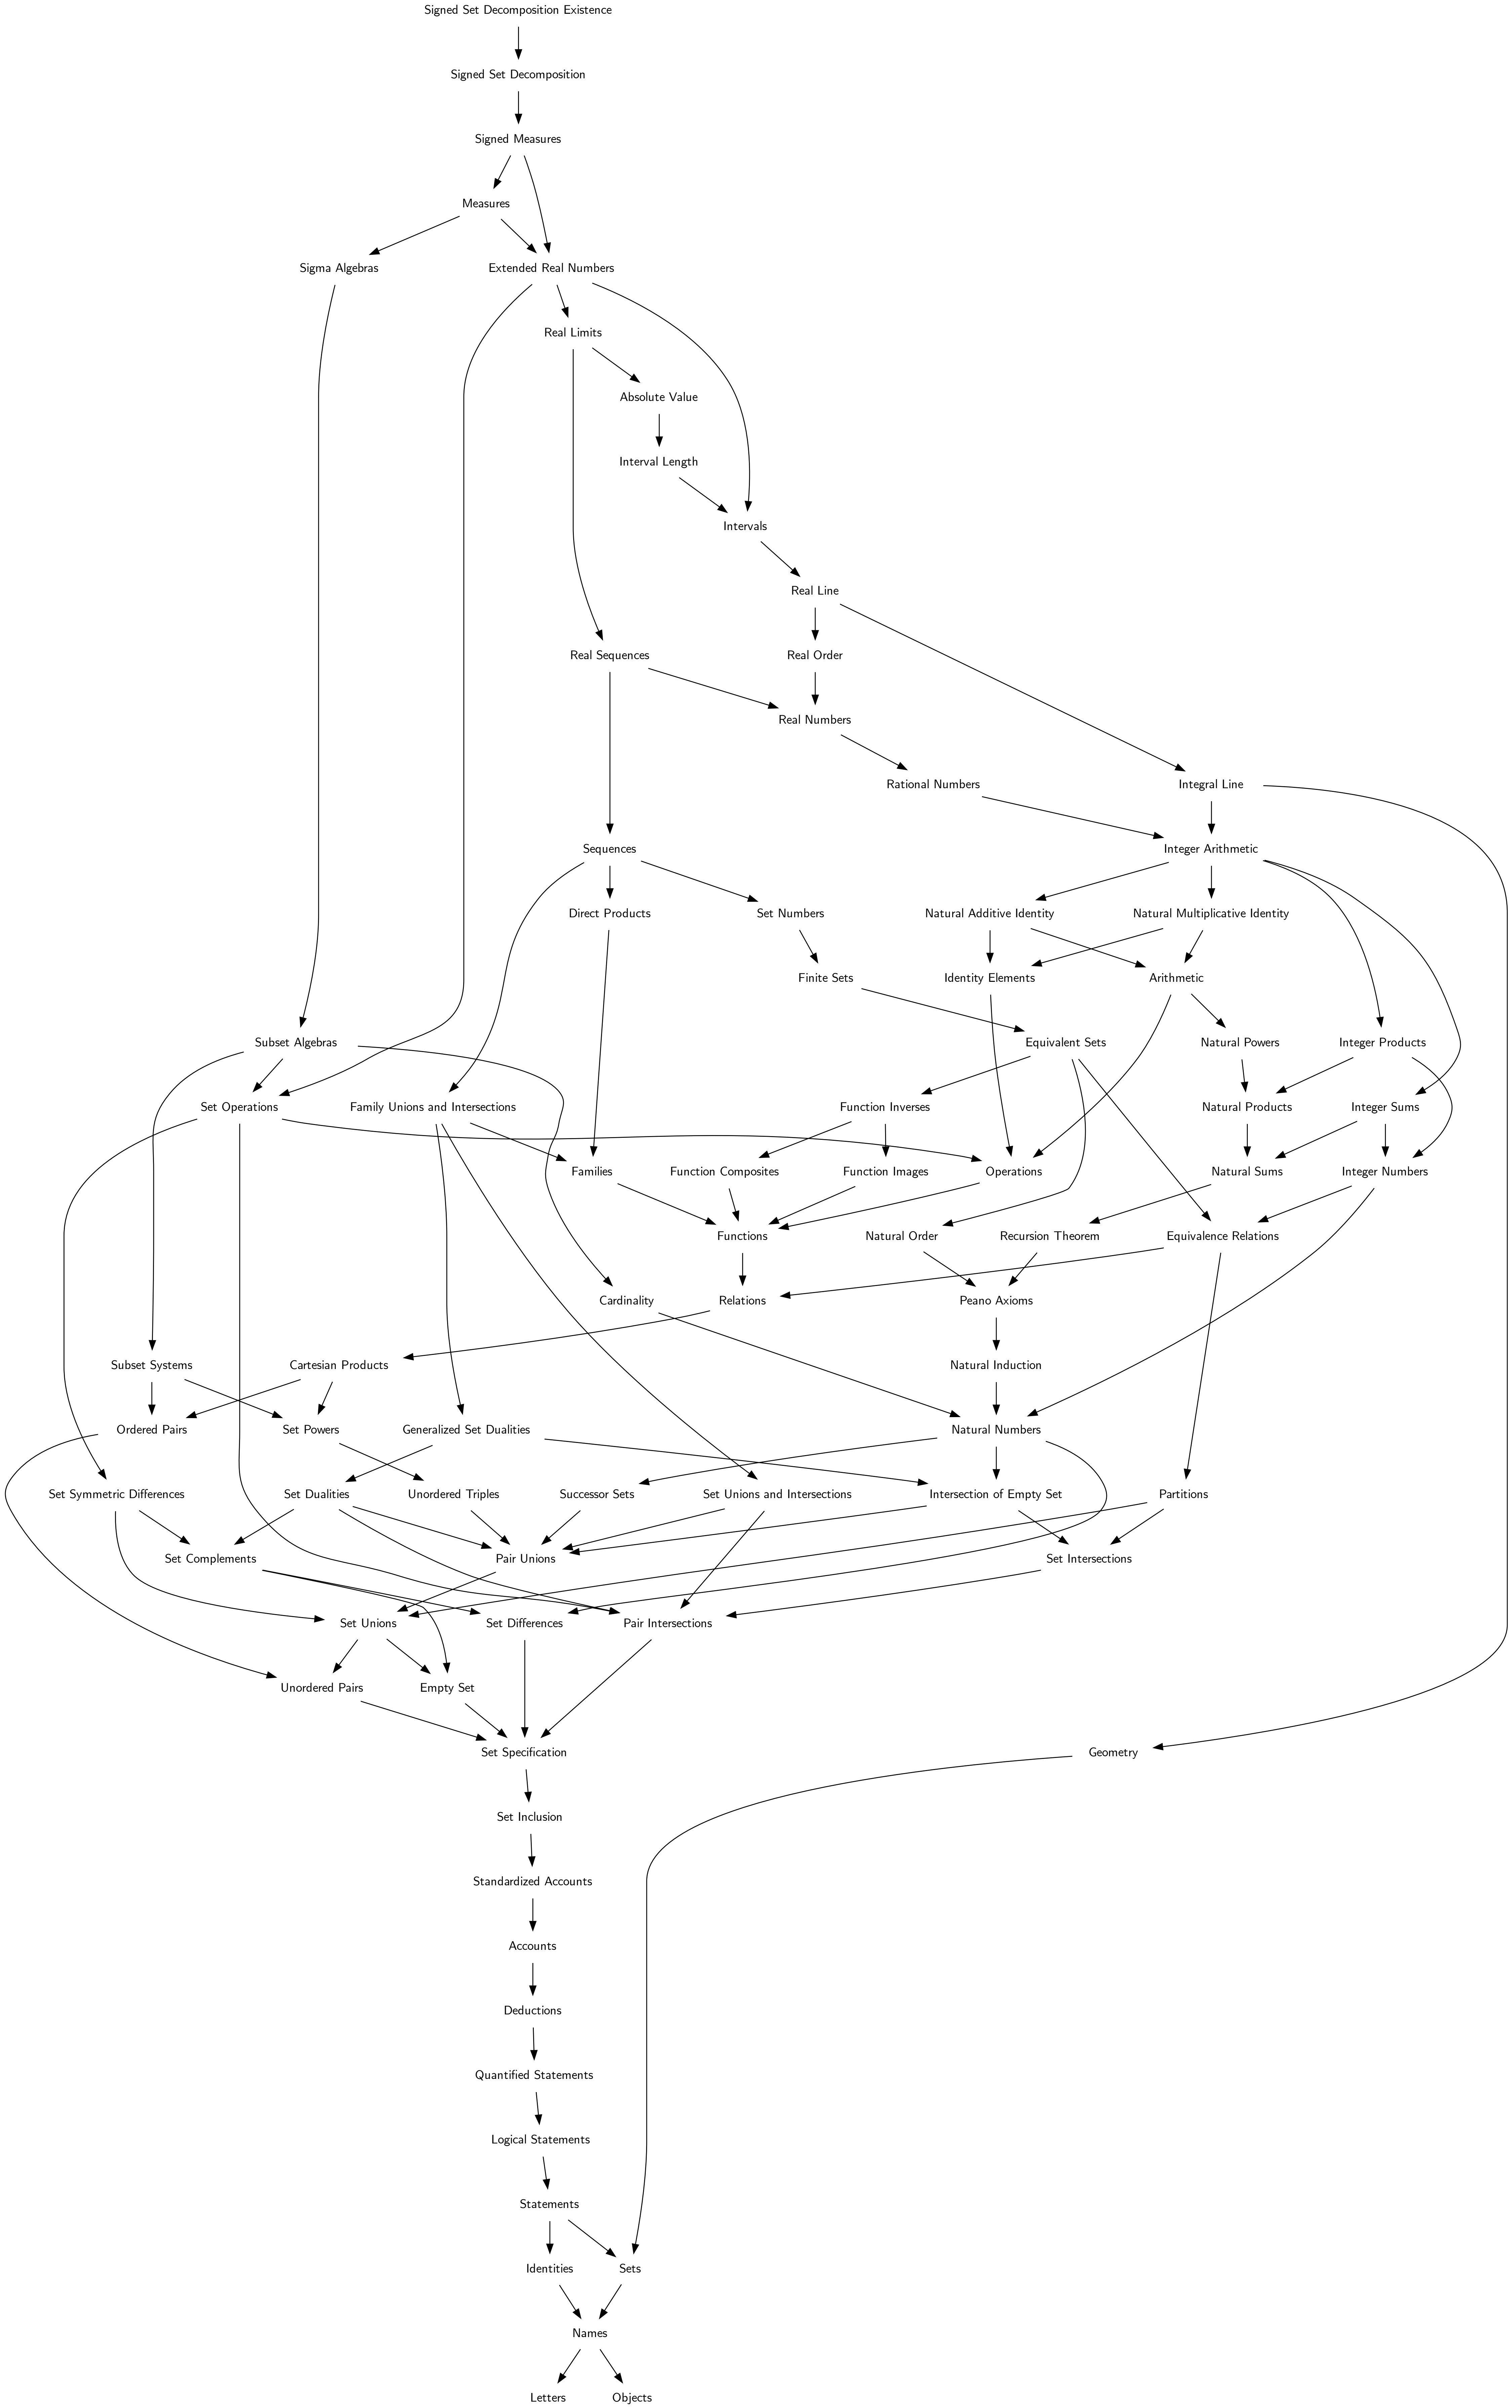 Signed Set Decomposition Existence
Signed Set Decomposition
Signed Measures
Measures
Sigma Algebras
Extended Real Numbers
Real Limits
Absolute Value
Interval Length
Intervals
Real Line
Real Sequences
Real Order
Real Numbers
Rational Numbers
Integral Line
Sequences
Integer Arithmetic
Direct Products
Set Numbers
Natural Additive Identity
Natural Multiplicative Identity
Finite Sets
Identity Elements
Arithmetic
Subset Algebras
Equivalent Sets
Natural Powers
Integer Products
Set Operations
Family Unions and Intersections
Function Inverses
Natural Products
Integer Sums
Families
Function Composites
Function Images
Operations
Natural Sums
Integer Numbers
Functions
Natural Order
Recursion Theorem
Equivalence Relations
Cardinality
Relations
Peano Axioms
Subset Systems
Cartesian Products
Natural Induction
Ordered Pairs
Set Powers
Generalized Set Dualities
Natural Numbers
Set Symmetric Differences
Set Dualities
Unordered Triples
Successor Sets
Set Unions and Intersections
Intersection of Empty Set
Partitions
Set Complements
Pair Unions
Set Intersections
Set Unions
Set Differences
Pair Intersections
Unordered Pairs
Empty Set
Set Specification
Geometry
Set Inclusion
Standardized Accounts
Accounts
Deductions
Quantified Statements
Logical Statements
Statements
Identities
Sets
Names
Letters
Objects